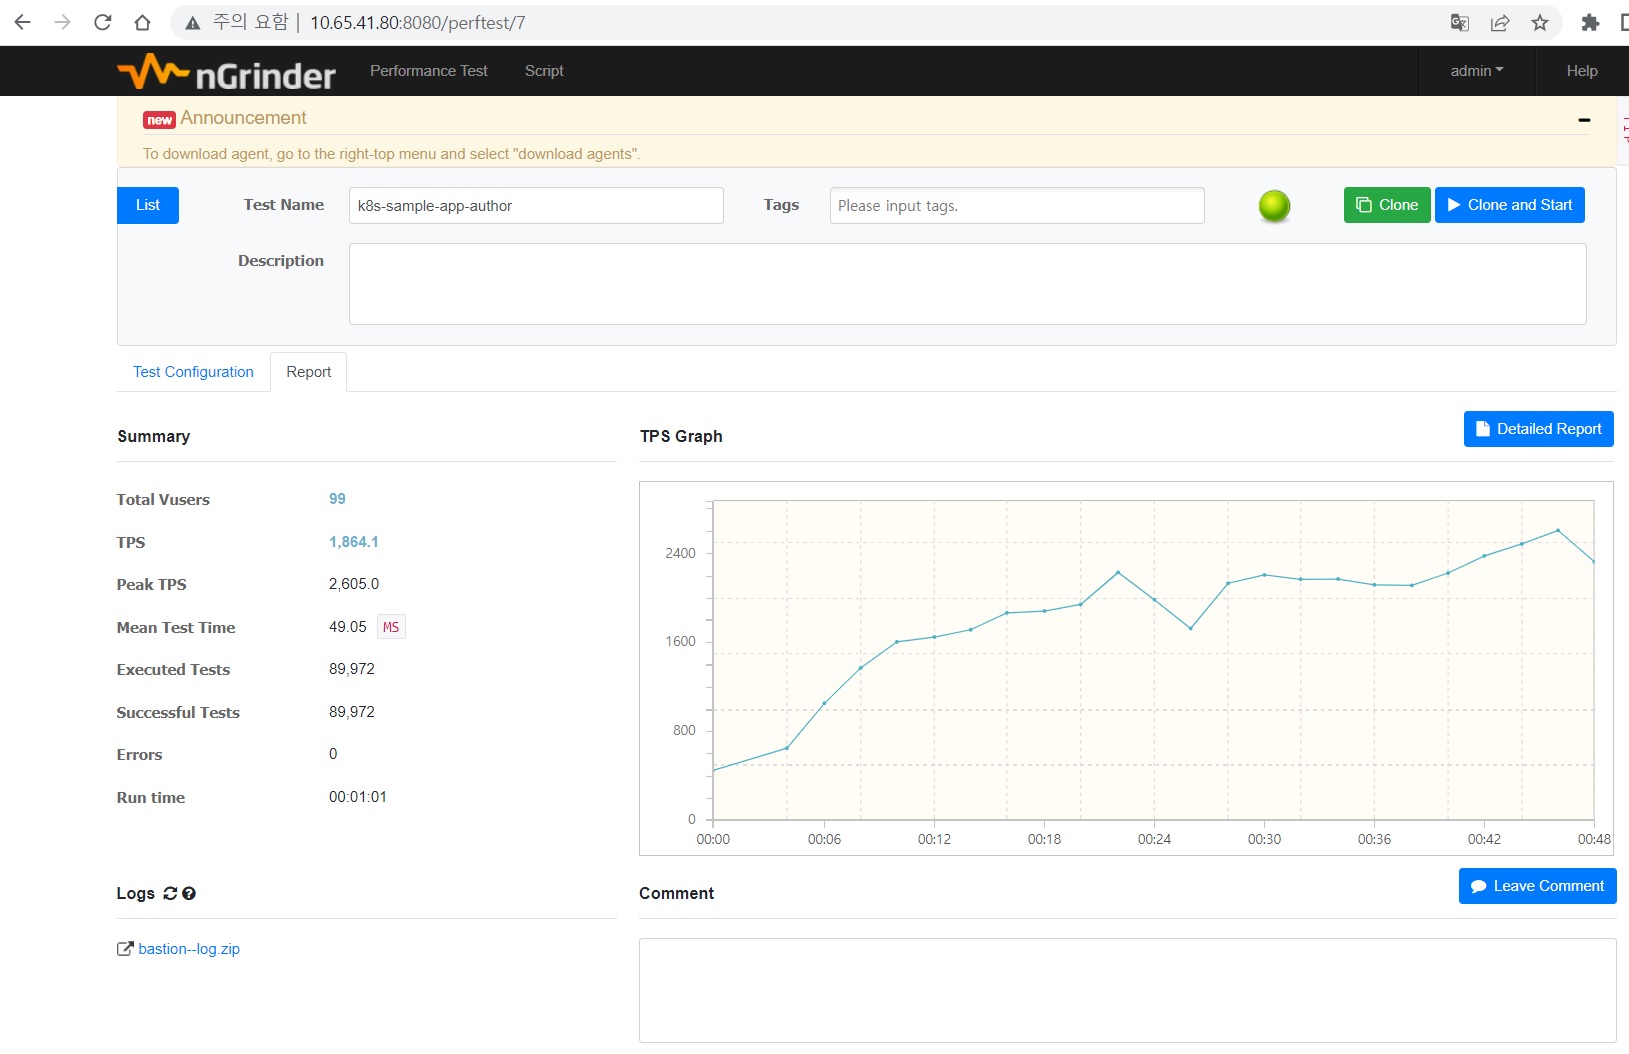 주의 요함 | 10.65.41.80:8080/perftest/7
nGrinder Performance Test Script admin Help
new Announcement
To download agent, go to the right-top menu and select "download agents".
List Test Name k8s-sample-app-author Tags Please input tags. Clone Clone and Start
Description
Test Configuration Report
Summary
Total Vusers 99
TPS 1,864.1
Peak TPS 2,605.0
Mean Test Time 49.05 MS
Executed Tests 89,972
Successful Tests 89,972
Errors 0
Run time 00:01:01
TPS Graph Detailed Report
2400
1600
800
0
00:00 00:06 00:12 00:18 00:24 00:30 00:36 00:42 00:48
Logs
bastion--log.zip
Comment Leave Comment